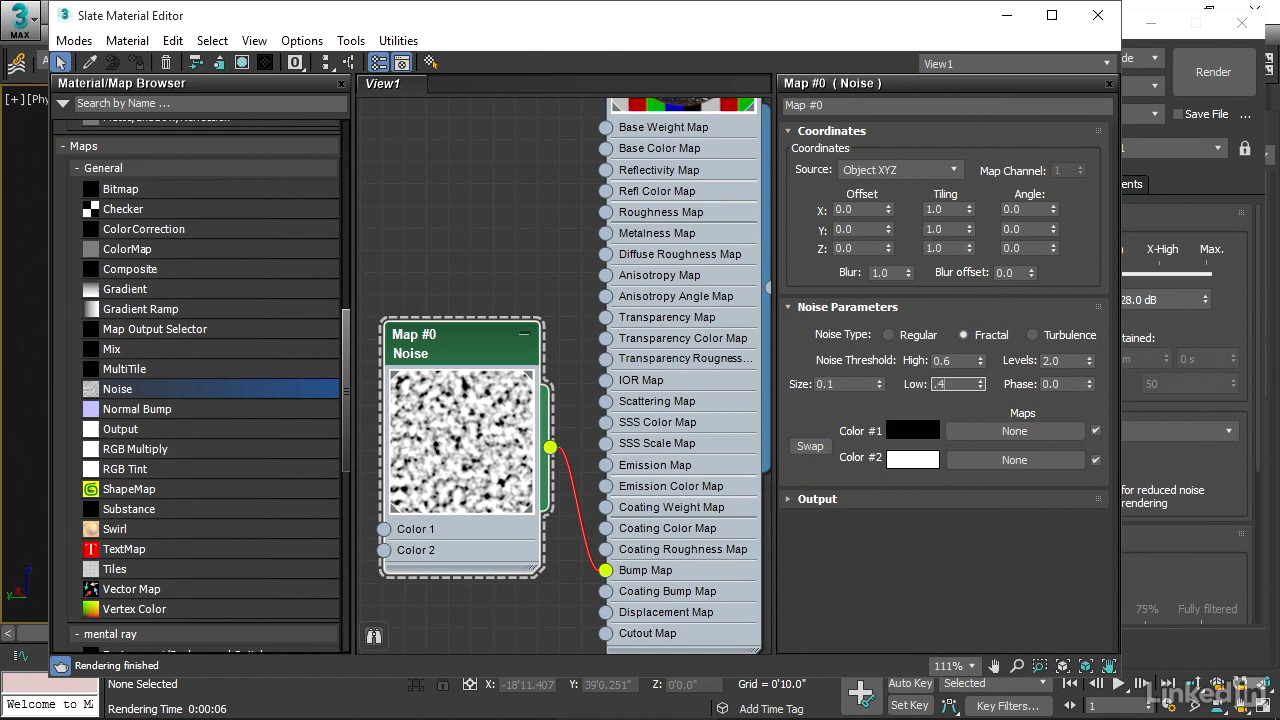 3 Slate Material Editor
MAX
Modes Material Edit Select View Options Tools Utilities
View1
Render
Material/Map Browser
View1
Map #0 ( Noise )
[+] [Phy
Search by Name ...
Map #0
Save File ...
Maps
General
Bitmap
Checker
ColorCorrection
ColorMap
Composite
Gradient
Gradient Ramp
Map Output Selector
Mix
MultiTile
Noise
Normal Bump
Output
RGB Multiply
RGB Tint
ShapeMap
Substance
Swirl
TextMap
Tiles
Vector Map
Vertex Color
mental ray
Map #0
Noise
Color 1
Color 2
Base Weight Map
Base Color Map
Reflectivity Map
Refl Color Map
Roughness Map
Metalness Map
Diffuse Roughness Map
Anisotropy Map
Anisotropy Angle Map
Transparency Map
Transparency Color Map
Transparency Rougness...
IOR Map
Scattering Map
SSS Color Map
SSS Scale Map
Emission Map
Emission Color Map
Coating Weight Map
Coating Color Map
Coating Roughness Map
Bump Map
Coating Bump Map
Displacement Map
Cutout Map
Coordinates
Coordinates
Source: Object XYZ Map Channel: 1
Offset Tiling Angle:
X: 0.0 1.0 0.0
Y: 0.0 1.0 0.0
Z: 0.0 1.0 0.0
Blur: 1.0 Blur offset: 0.0
Noise Parameters
Noise Type: Regular Fractal Turbulence
Noise Threshold: High: 0.6 Levels: 2.0
Size: 0.1 Low: .4 Phase: 0.0
Maps
Color #1 None
Swap
Color #2 None
Output
X-High Max.
28.0 dB
0 s
50
for reduced noise
rendering
75% Fully filtered
Rendering finished
111%
None Selected
X: -18'11.407 Y: 39'0.251" Z: 0'0.0" Grid = 0'10.0"
Auto Key Selected
Welcome to MA
Rendering Time 0:00:06
Add Time Tag
Set Key Key Filters...
1
LinkedIn